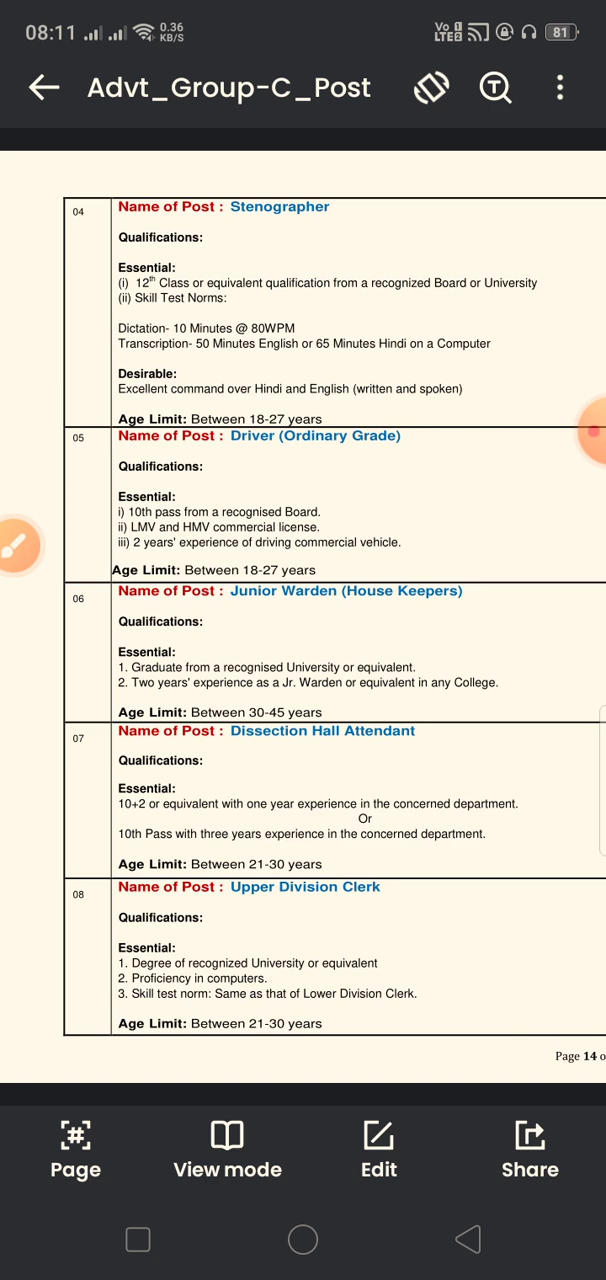 08:11
0.36
KB/S
Vo 1
LTE 2
81
Advt_Group-C_Post
04
Name of Post : Stenographer
Qualifications:
Essential:
(i) 12th Class or equivalent qualification from a recognized Board or University
(ii) Skill Test Norms:
Dictation- 10 Minutes @ 80WPM
Transcription- 50 Minutes English or 65 Minutes Hindi on a Computer
Desirable:
Excellent command over Hindi and English (written and spoken)
Age Limit: Between 18-27 years
05
Name of Post : Driver (Ordinary Grade)
Qualifications:
Essential:
i) 10th pass from a recognised Board.
ii) LMV and HMV commercial license.
iii) 2 years' experience of driving commercial vehicle.
Age Limit: Between 18-27 years
06
Name of Post : Junior Warden (House Keepers)
Qualifications:
Essential:
1. Graduate from a recognised University or equivalent.
2. Two years' experience as a Jr. Warden or equivalent in any College.
Age Limit: Between 30-45 years
07
Name of Post : Dissection Hall Attendant
Qualifications:
Essential:
10+2 or equivalent with one year experience in the concerned department.
Or
10th Pass with three years experience in the concerned department.
Age Limit: Between 21-30 years
08
Name of Post : Upper Division Clerk
Qualifications:
Essential:
1. Degree of recognized University or equivalent
2. Proficiency in computers.
3. Skill test norm: Same as that of Lower Division Clerk.
Age Limit: Between 21-30 years
Page 14 o
Page
View mode
Edit
Share